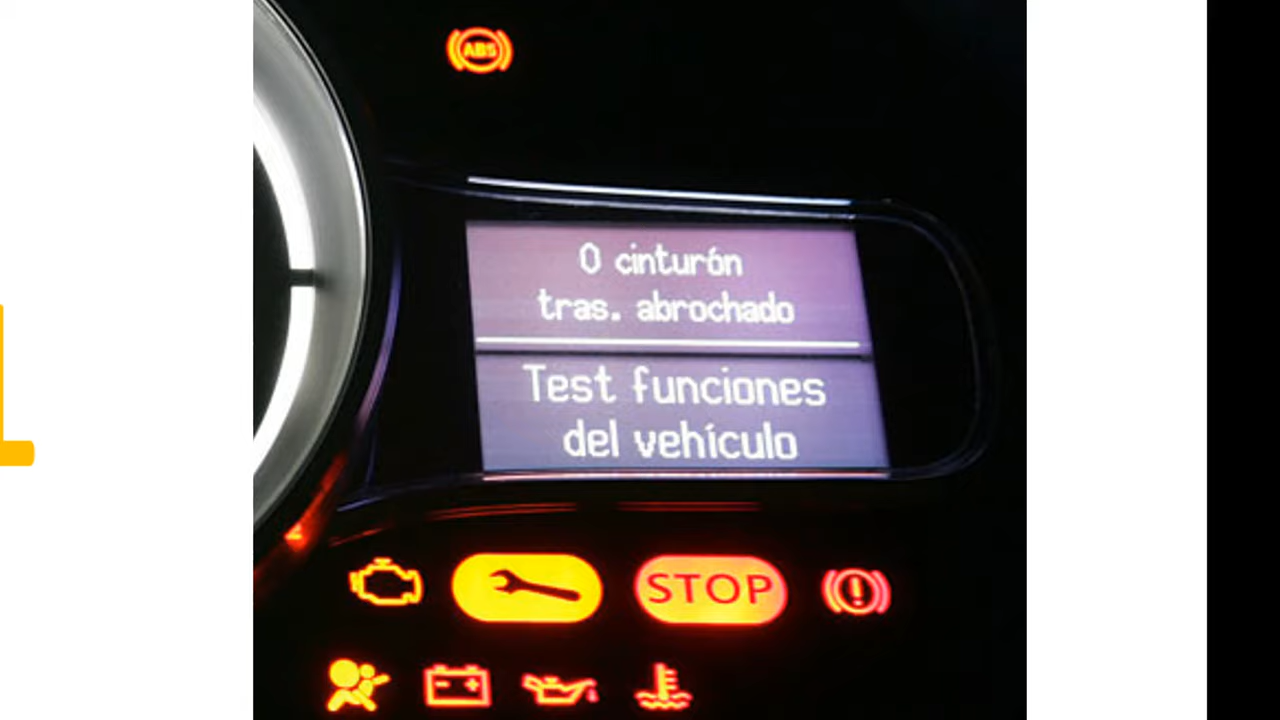 ABS
0 cinturón
tras. abrochado
Test funciones
del vehículo
STOP